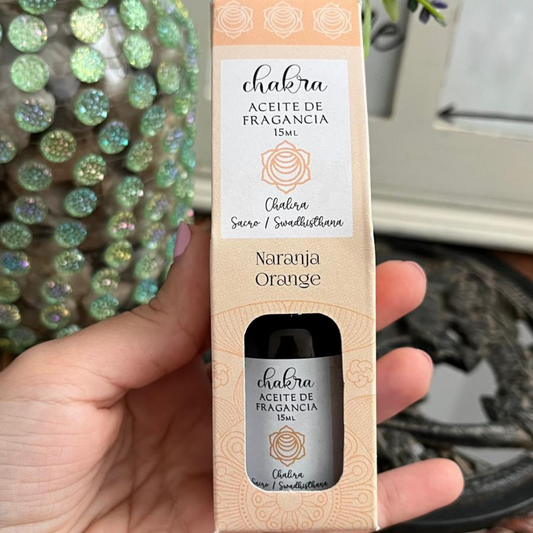 chakra
ACEITE DE
FRAGANCIA
15ML
Chakra
Sacro / Swadhisthana
Naranja
Orange
chakra
ACEITE DE
FRAGANCIA
15ML
Chakra
Sacro / Swadhisthana